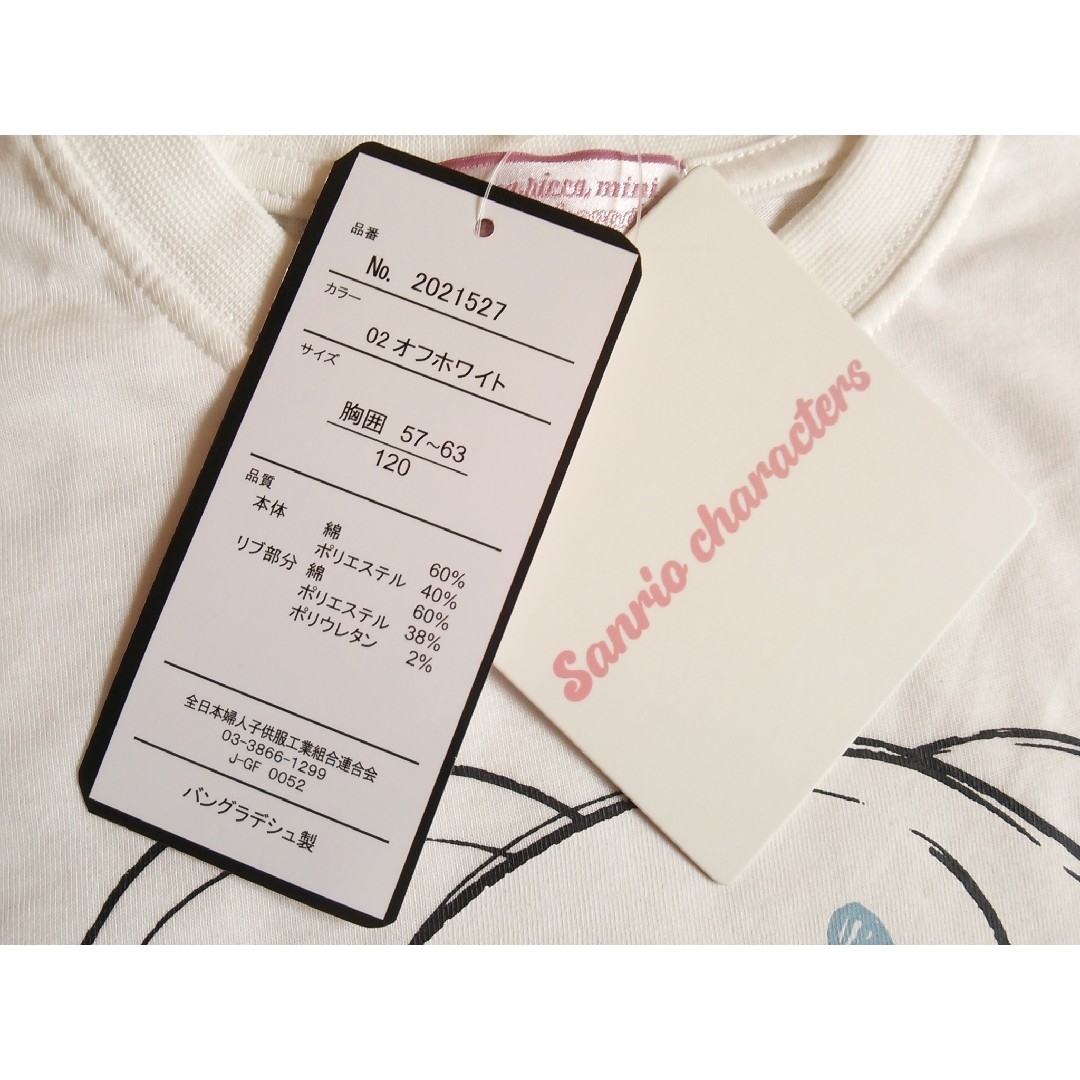 品番
No. 2021527
カラー
02 オフホワイト
サイズ
胸囲 57~63
120
品質
本体 綿 60%
ポリエステル 40%
リブ部分 綿 60%
ポリエステル 38%
ポリウレタン 2%
全日本婦人子供服工業組合連合会
03-3866-1299
J-GF 0052
バングラデシュ製
Sanrio characters
mini